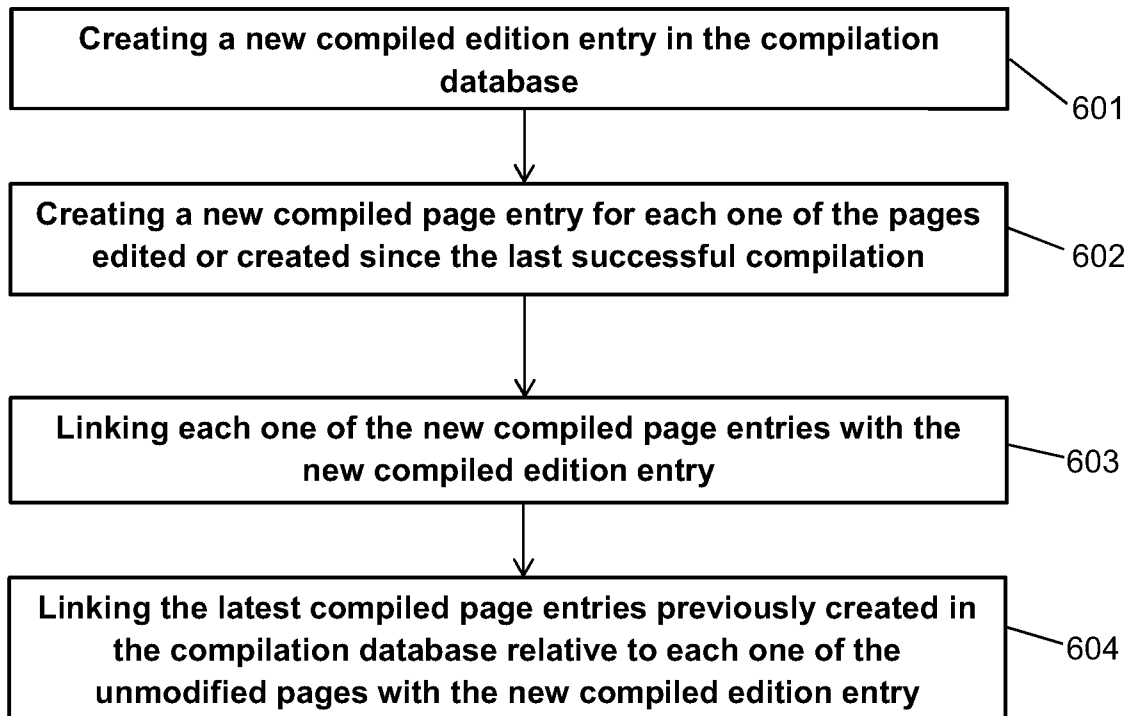 Creating a new compiled edition entry in the compilation
database
601
Creating a new compiled page entry for each one of the pages
edited or created since the last successful compilation
602
Linking each one of the new compiled page entries with the
new compiled edition entry
603
Linking the latest compiled page entries previously created in
the compilation database relative to each one of the
unmodified pages with the new compiled edition entry
604